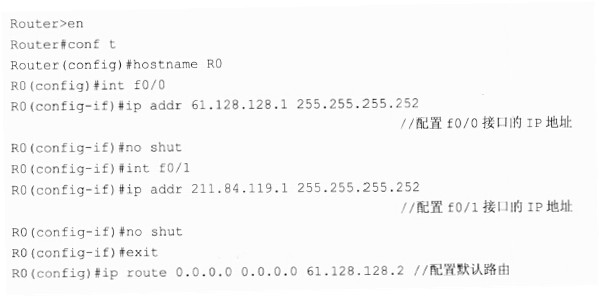 Router>en
Router#conf t
Router(config)#hostname R0
R0(config)#int f0/0
R0(config-if)#ip addr 61.128.128.1 255.255.255.252
//配置 f0/0 接口的 IP 地址
R0(config-if)#no shut
R0(config-if)#int f0/1
R0(config-if)#ip addr 211.84.119.1 255.255.255.252
//配置 f0/1 接口的 IP 地址
R0(config-if)#no shut
R0(config-if)#exit
R0(config)#ip route 0.0.0.0 0.0.0.0 61.128.128.2 //配置默认路由